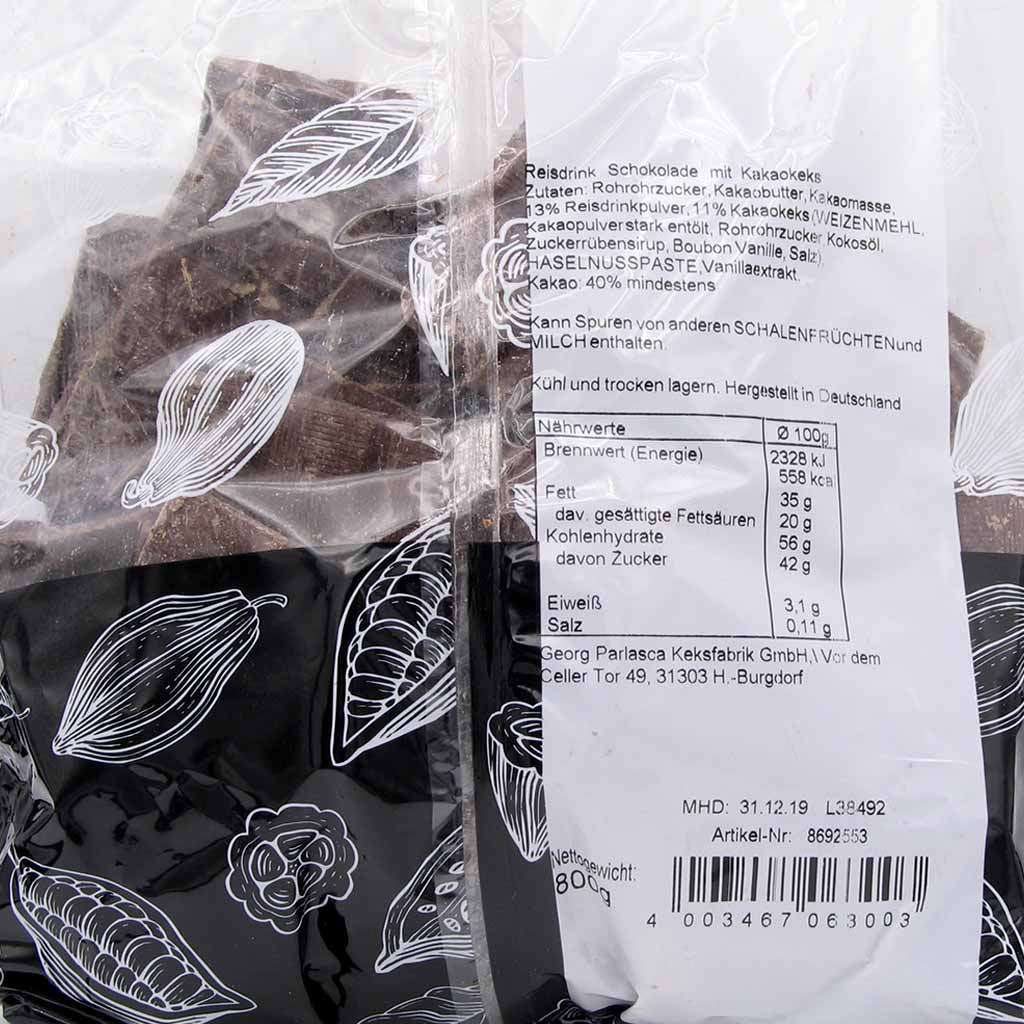 Reisdrink Schokolade mit Kakaokeks
Zutaten: Rohrohrzucker, Kakaobutter, Kakaomasse,
13% Reisdrinkpulver, 11% Kakaokeks (WEIZENMEHL,
Kakaopulver stark entölt, Rohrohrzucker, Kokosöl,
Zuckerrübensirup, Boubon Vanille, Salz),
HASELNUSSPASTE, Vanillaextrakt.
Kakao: 40% mindestens
Kann Spuren von anderen SCHALENFRÜCHTEN und
MILCH enthalten.
Kühl und trocken lagern. Hergestellt in Deutschland
Nährwerte Ø 100g
Brennwert (Energie) 2328 kJ
558 kcal
Fett 35 g
dav. gesättigte Fettsäuren 20 g
Kohlenhydrate 56 g
davon Zucker 42 g
Eiweiß 3,1 g
Salz 0,11 g
Georg Parlasca Keksfabrik GmbH, Vor dem
Celler Tor 49, 31303 H.-Burgdorf
MHD: 31.12.19 L38492
Artikel-Nr: 8692553
Nettogewicht:
800g
4 003467 063003